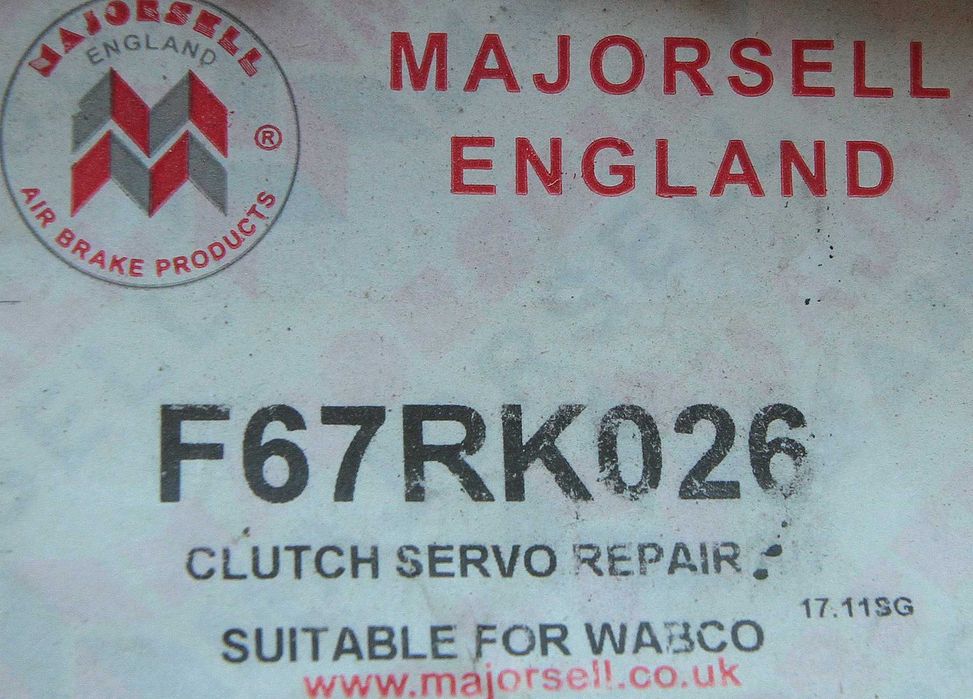 MAJORSELL
ENGLAND
®
AIR BRAKE PRODUCTS
MAJORSELL
ENGLAND
F67RK026
CLUTCH SERVO REPAIR
17.11SG
SUITABLE FOR WABCO
www.majorsell.co.uk